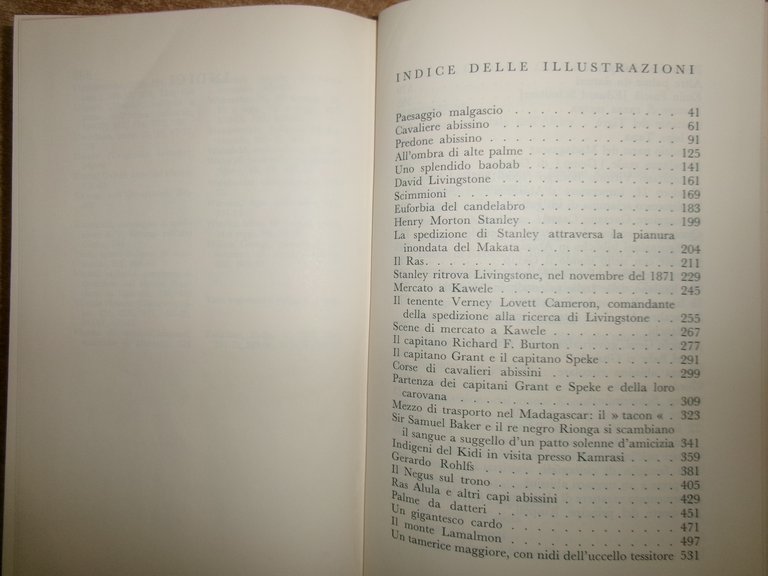 INDICE DELLE ILLUSTRAZIONI
Paesaggio malgascio . . . . . . . . . . . . 41
Cavaliere abissino . . . . . . . . . . . . 61
Predone abissino . . . . . . . . . . . . 91
All'ombra di alte palme . . . . . . . . . . 125
Uno splendido baobab . . . . . . . . . . 141
David Livingstone . . . . . . . . . . . . 161
Scimmioni . . . . . . . . . . . . . . 169
Euforbia del candelabro . . . . . . . . . . 183
Henry Morton Stanley . . . . . . . . . . 199
La spedizione di Stanley attraversa la pianura
inondata del Makata . . . . . . . . . 204
Il Ras . . . . . . . . . . . . . . . 211
Stanley ritrova Livingstone, nel novembre del 1871 229
Mercato a Kawele . . . . . . . . . . . . 245
Il tenente Verney Lovett Cameron, comandante
della spedizione alla ricerca di Livingstone . . 255
Scene di mercato a Kawele . . . . . . . . . 267
Il capitano Richard F. Burton . . . . . . . . 277
Il capitano Grant e il capitano Speke . . . . . 291
Corse di cavalieri abissini . . . . . . . . . 299
Partenza dei capitani Grant e Speke e della loro
carovana . . . . . . . . . . . . . 309
Mezzo di trasporto nel Madagascar: il » tacon « . 323
Sir Samuel Baker e il re negro Rionga si scambiano
il sangue a suggello d'un patto solenne d'amicizia 341
Indigeni del Kidi in visita presso Kamrasi . . . . 359
Gerardo Rohlfs . . . . . . . . . . . . . 381
Il Negus sul trono . . . . . . . . . . . . 405
Ras Alula e altri capi abissini . . . . . . . . 429
Palme da datteri . . . . . . . . . . . . 451
Un gigantesco cardo . . . . . . . . . . . 471
Il monte Lamalmon . . . . . . . . . . . 497
Un tamerice maggiore, con nidi dell'uccello tessitore 531